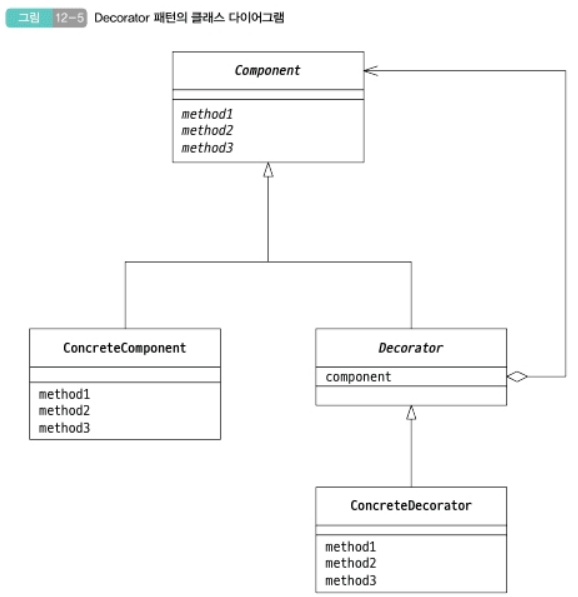 그림 12-5 Decorator 패턴의 클래스 다이어그램
Component
method1
method2
method3
ConcreteComponent
method1
method2
method3
Decorator
component
ConcreteDecorator
method1
method2
method3